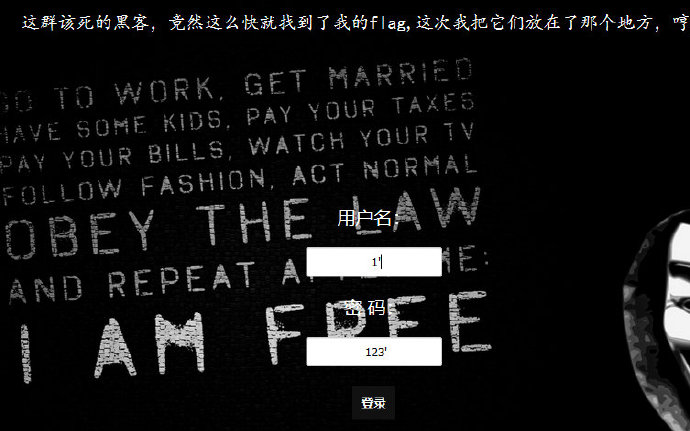 这群该死的黑客，竟然这么快就找到了我的flag,这次我把它们放在了那个地方，哼
GO TO WORK, GET MARRIED
HAVE SOME KIDS, PAY YOUR TAXES
PAY YOUR BILLS, WATCH YOUR TV
FOLLOW FASHION, ACT NORMAL
OBEY THE LAW
用户名:
AND REPEAT A ME:
1'
密 码
I AM FREE
123'
登录